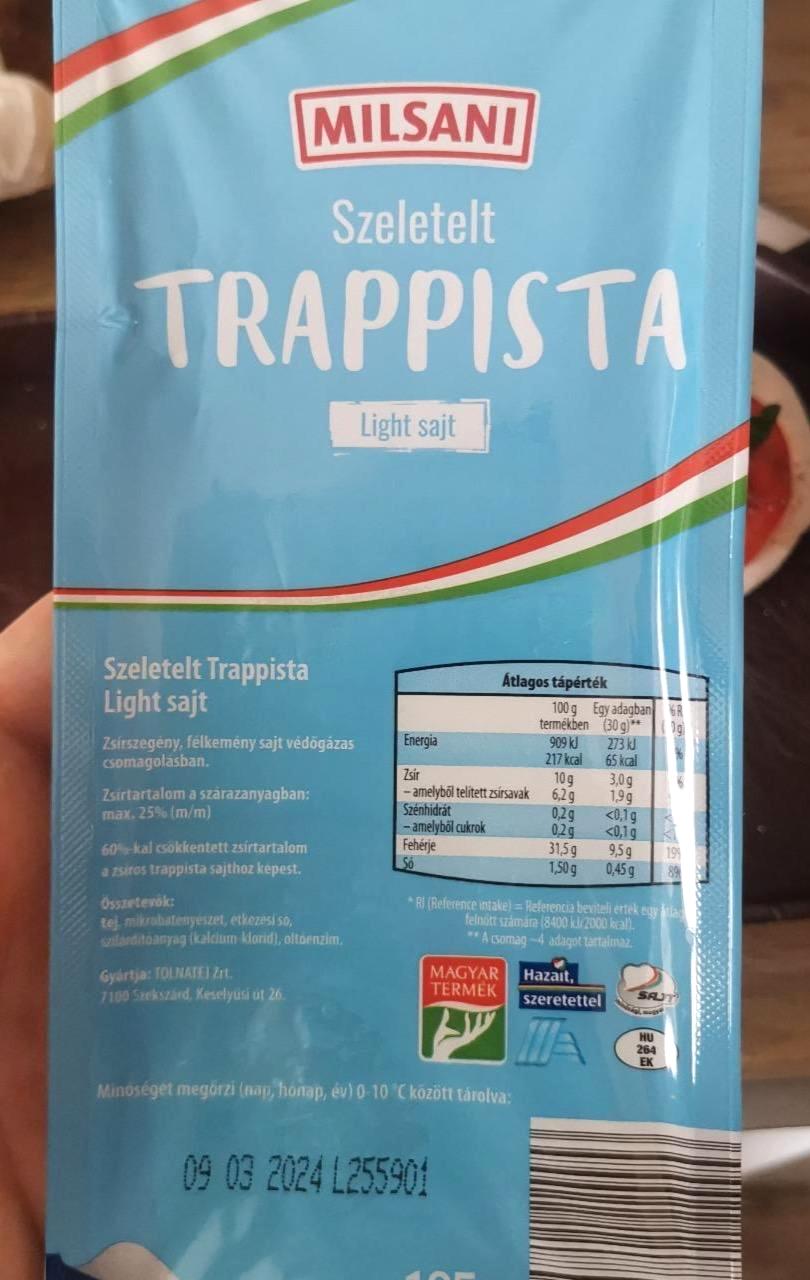 MILSANI
Szeletelt
TRAPPISTA
Light sajt
Szeletelt Trappista
Light sajt
Zsírszegény, félkemény sajt védőgázas
csomagolásban.
Zsírtartalom a szárazanyagban:
max. 25% (m/m)
60%-kal csökkentett zsírtartalom
a zsíros trappista sajthoz képest.
Összetevők:
tej, mikrobatenyészet, étkezési só,
szilárdítóanyag (kalcium-klorid), oltóenzim.
Gyártja: TOLNATEJ Zrt.
7100 Szekszárd, Keselyűsi út 26.
Átlagos tápérték
100 g Egy adagban
termékben (30 g)**
Energia 909 kJ 273 kJ
217 kcal 65 kcal
Zsír 10 g 3,0 g
– amelyből telített zsírsavak 6,2 g 1,9 g
Szénhidrát 0,2 g <0,1 g
– amelyből cukrok 0,2 g <0,1 g
Fehérje 31,5 g 9,5 g
Só 1,50 g 0,45 g
* RI (Reference intake) = Referencia beviteli érték egy átlag
felnőtt számára (8400 kJ/2000 kcal).
** A csomag ~4 adagot tartalmaz.
MAGYAR
TERMÉK
Hazait,
szeretettel
SAJT
HU
264
EK
Minőségét megőrzi (nap, hónap, év) 0-10 °C között tárolva:
09 03 2024 L255901